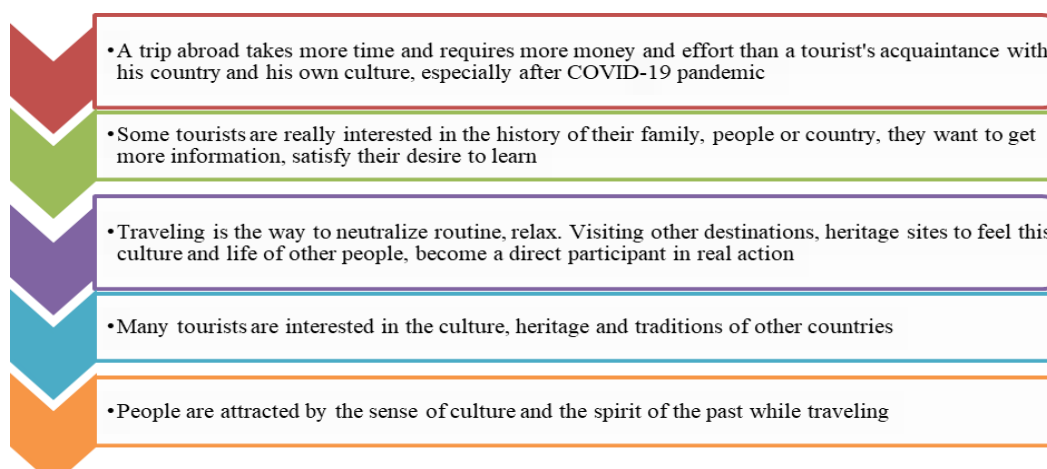 •A trip abroad takes more time and requires more money and effort than a tourist's acquaintance with
his country and his own culture, especially after COVID-19 pandemic
•Some tourists are really interested in the history of their family, people or country, they want to get
more information, satisfy their desire to learn
•Traveling is the way to neutralize routine, relax. Visiting other destinations, heritage sites to feel this
culture and life of other people, become a direct participant in real action
•Many tourists are interested in the culture, heritage and traditions of other countries
•People are attracted by the sense of culture and the spirit of the past while traveling